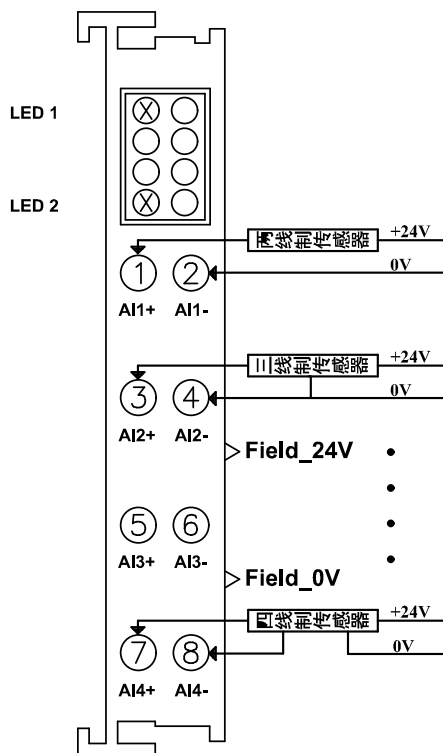 LED 1
LED 2
两线制传感器 +24V
① ② 0V
AI1+ AI1-
三线制传感器 +24V
③ ④ 0V
AI2+ AI2-
Field_24V
⑤ ⑥
AI3+ AI3-
Field_0V
四线制传感器 +24V
⑦ ⑧ 0V
AI4+ AI4-